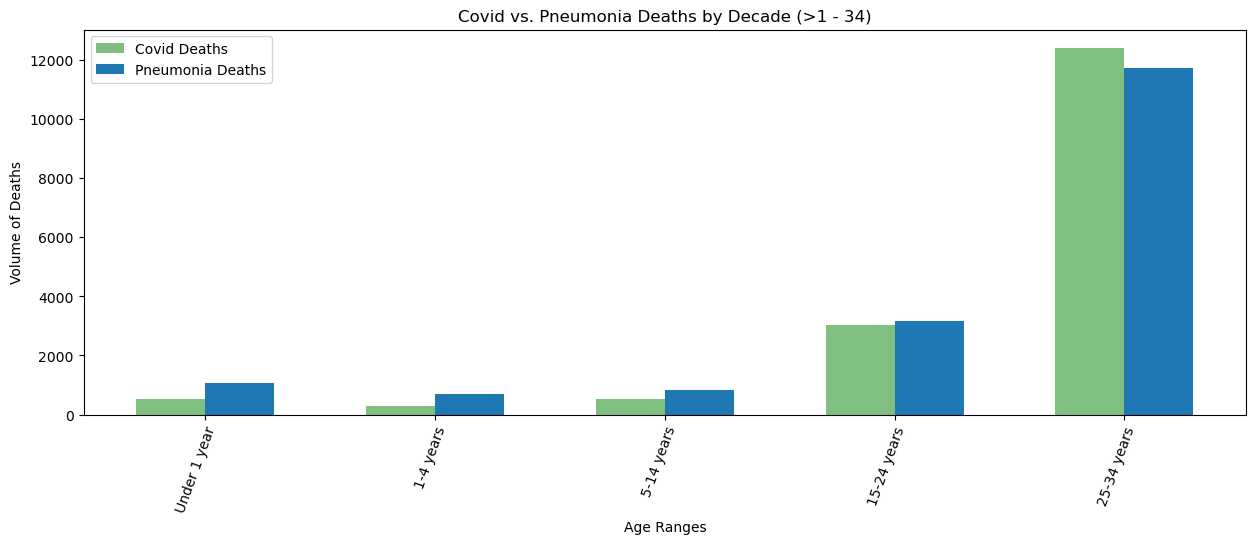 Covid vs. Pneumonia Deaths by Decade (>1 - 34)
Covid Deaths
Pneumonia Deaths
Volume of Deaths
12000
10000
8000
6000
4000
2000
0
Under 1 year
1-4 years
5-14 years
15-24 years
25-34 years
Age Ranges